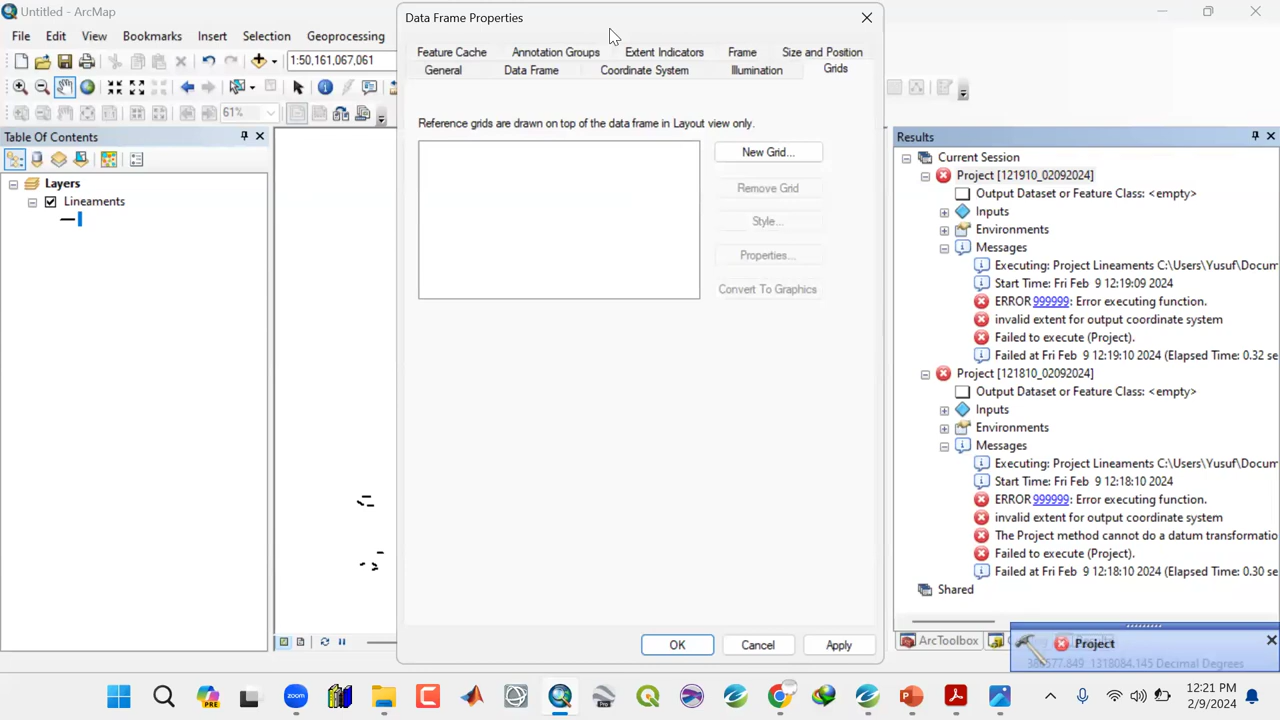 Untitled - ArcMap
File Edit View Bookmarks Insert Selection Geoprocessing
1:50,161,067,061
61%
Table Of Contents
Layers
Lineaments
Data Frame Properties
Feature Cache Annotation Groups Extent Indicators Frame Size and Position
General Data Frame Coordinate System Illumination Grids
Reference grids are drawn on top of the data frame in Layout view only.
New Grid...
Remove Grid
Style...
Properties...
Convert To Graphics
OK Cancel Apply
Results
Current Session
Project [121910_02092024]
Output Dataset or Feature Class: <empty>
Inputs
Environments
Messages
Executing: Project Lineaments C:\Users\Yusuf\Docum
Start Time: Fri Feb 9 12:19:09 2024
ERROR 999999: Error executing function.
invalid extent for output coordinate system
Failed to execute (Project).
Failed at Fri Feb 9 12:19:10 2024 (Elapsed Time: 0.32 se
Project [121810_02092024]
Output Dataset or Feature Class: <empty>
Inputs
Environments
Messages
Executing: Project Lineaments C:\Users\Yusuf\Docum
Start Time: Fri Feb 9 12:18:10 2024
ERROR 999999: Error executing function.
invalid extent for output coordinate system
The Project method cannot do a datum transformatio
Failed to execute (Project).
Failed at Fri Feb 9 12:18:10 2024 (Elapsed Time: 0.30 se
Shared
ArcToolbox
Project
1318084.145 Decimal Degrees
PRE
zoom
Pro
12:21 PM
2/9/2024